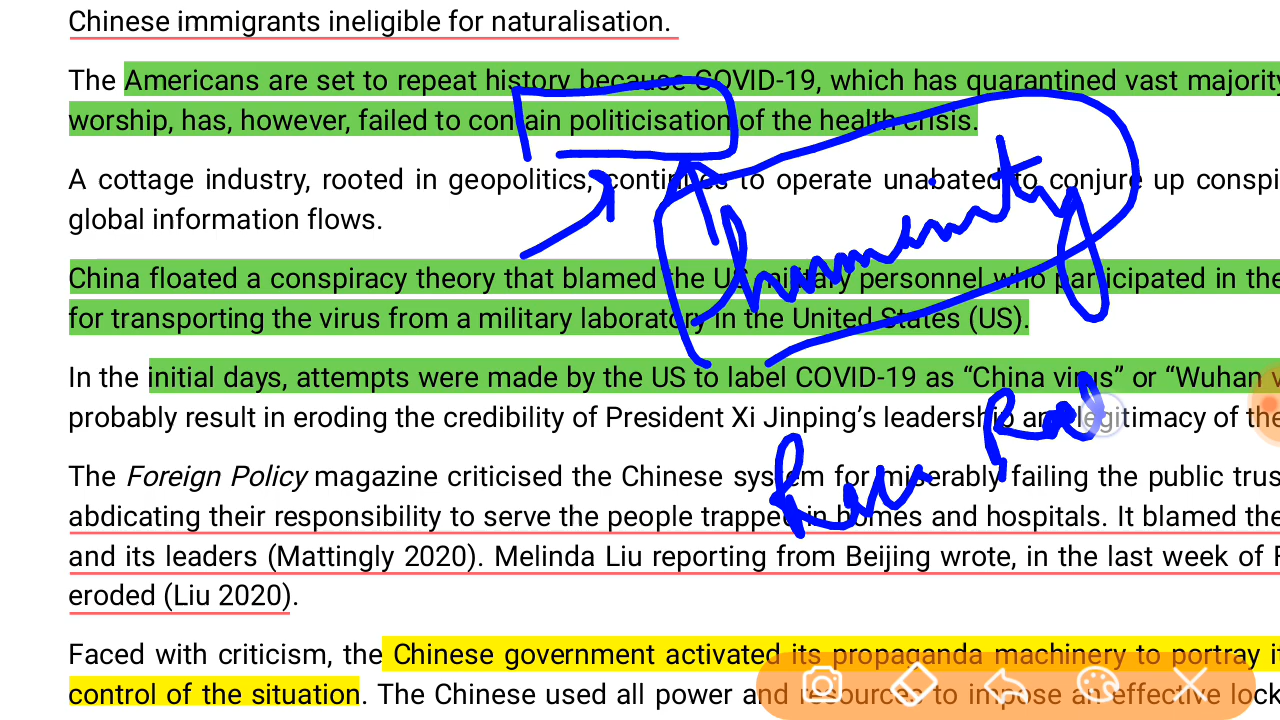 Chinese immigrants ineligible for naturalisation.
The Americans are set to repeat history because COVID-19, which has quarantined vast majority
worship, has, however, failed to contain politicisation of the health crisis.
A cottage industry, rooted in geopolitics, continues to operate unabated to conjure up conspi
global information flows.
China floated a conspiracy theory that blamed the US military personnel who participated in the
for transporting the virus from a military laboratory in the United States (US).
In the initial days, attempts were made by the US to label COVID-19 as “China virus” or “Wuhan v
probably result in eroding the credibility of President Xi Jinping’s leadership and legitimacy of the
The Foreign Policy magazine criticised the Chinese system for miserably failing the public trus
abdicating their responsibility to serve the people trapped in homes and hospitals. It blamed the
and its leaders (Mattingly 2020). Melinda Liu reporting from Beijing wrote, in the last week of F
eroded (Liu 2020).
Faced with criticism, the Chinese government activated its propaganda machinery to portray it
control of the situation. The Chinese used all power and resources to impose an effective lock
humanity